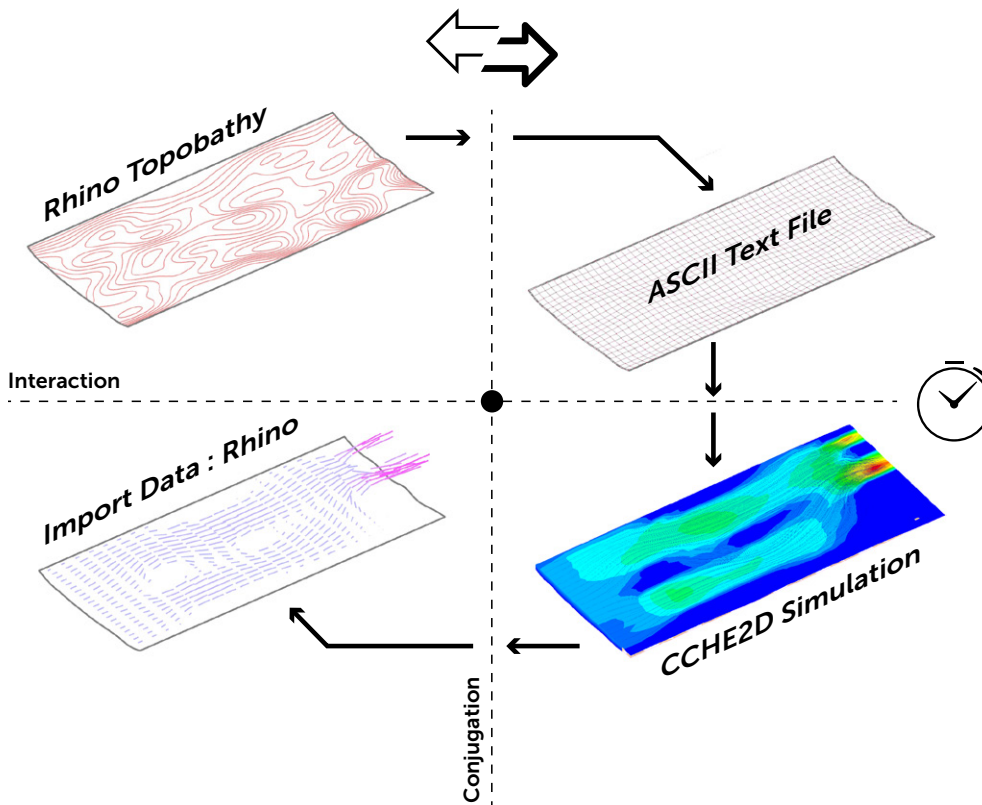 Rhino Topobathy
ASCII Text File
Interaction
Import Data : Rhino
CCHE2D Simulation
Conjugation